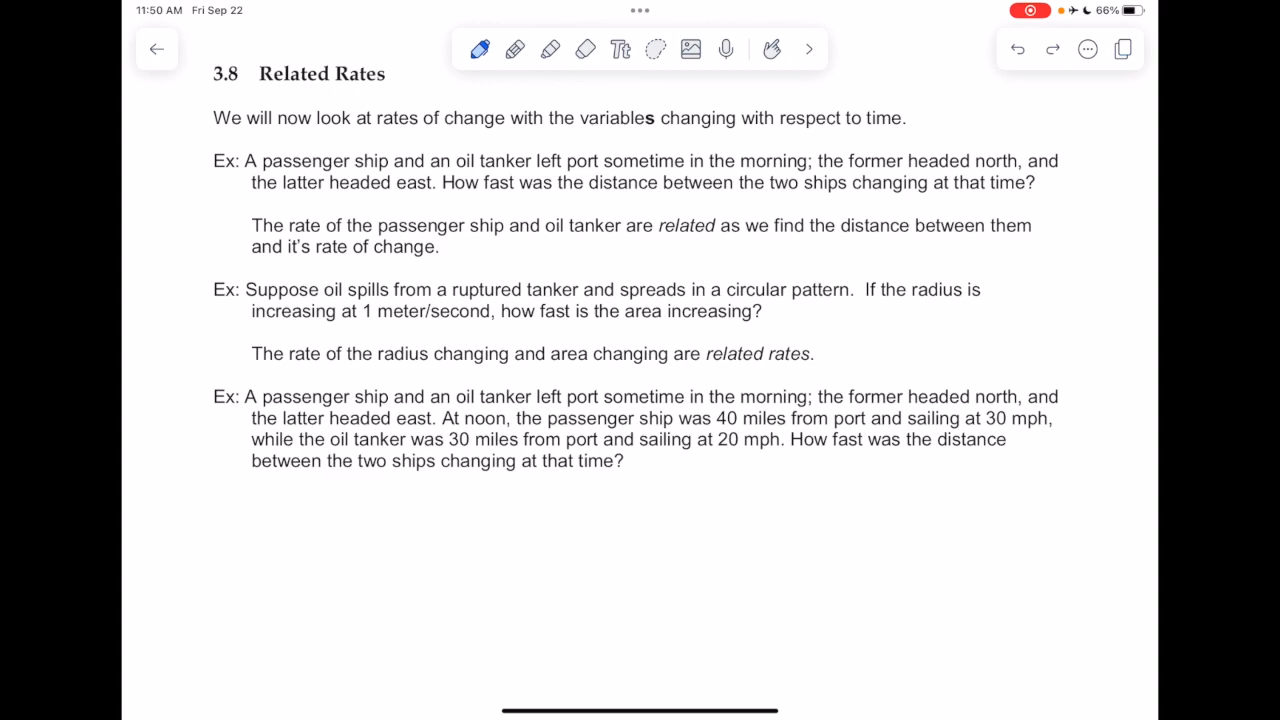 11:50 AM Fri Sep 22
66%
Tt
3.8 Related Rates
We will now look at rates of change with the variables changing with respect to time.
Ex: A passenger ship and an oil tanker left port sometime in the morning; the former headed north, and
the latter headed east. How fast was the distance between the two ships changing at that time?
The rate of the passenger ship and oil tanker are related as we find the distance between them
and it's rate of change.
Ex: Suppose oil spills from a ruptured tanker and spreads in a circular pattern. If the radius is
increasing at 1 meter/second, how fast is the area increasing?
The rate of the radius changing and area changing are related rates.
Ex: A passenger ship and an oil tanker left port sometime in the morning; the former headed north, and
the latter headed east. At noon, the passenger ship was 40 miles from port and sailing at 30 mph,
while the oil tanker was 30 miles from port and sailing at 20 mph. How fast was the distance
between the two ships changing at that time?